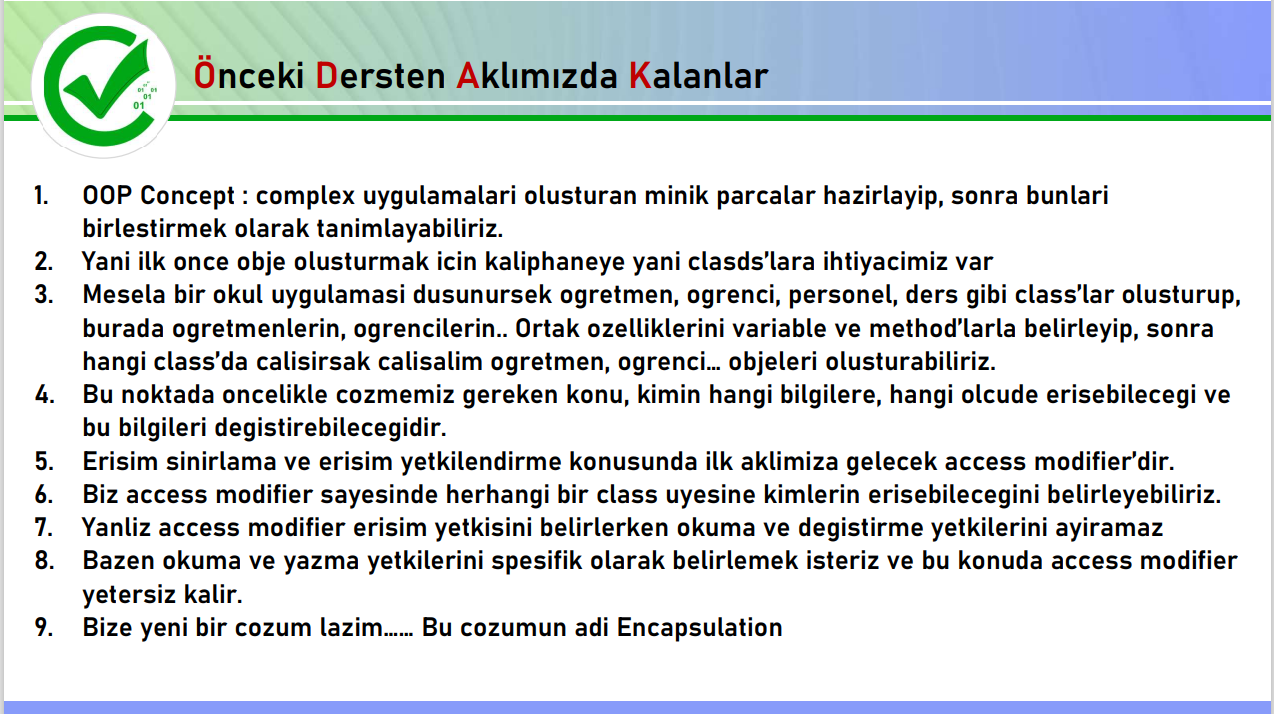 01
01
01
01
Önceki Dersten Aklımızda Kalanlar
1. OOP Concept : complex uygulamalari olusturan minik parcalar hazirlayip, sonra bunlari
birlestirmek olarak tanimlayabiliriz.
2. Yani ilk once obje olusturmak icin kaliphaneye yani clasds’lara ihtiyacimiz var
3. Mesela bir okul uygulamasi dusunursek ogretmen, ogrenci, personel, ders gibi class’lar olusturup,
burada ogretmenlerin, ogrencilerin.. Ortak ozelliklerini variable ve method’larla belirleyip, sonra
hangi class’da calisirsak calisalim ogretmen, ogrenci… objeleri olusturabiliriz.
4. Bu noktada oncelikle cozmemiz gereken konu, kimin hangi bilgilere, hangi olcude erisebilecegi ve
bu bilgileri degistirebilecegidir.
5. Erisim sinirlama ve erisim yetkilendirme konusunda ilk aklimiza gelecek access modifier’dir.
6. Biz access modifier sayesinde herhangi bir class uyesine kimlerin erisebilecegini belirleyebiliriz.
7. Yanliz access modifier erisim yetkisini belirlerken okuma ve degistirme yetkilerini ayiramaz
8. Bazen okuma ve yazma yetkilerini spesifik olarak belirlemek isteriz ve bu konuda access modifier
yetersiz kalir.
9. Bize yeni bir cozum lazim…… Bu cozumun adi Encapsulation